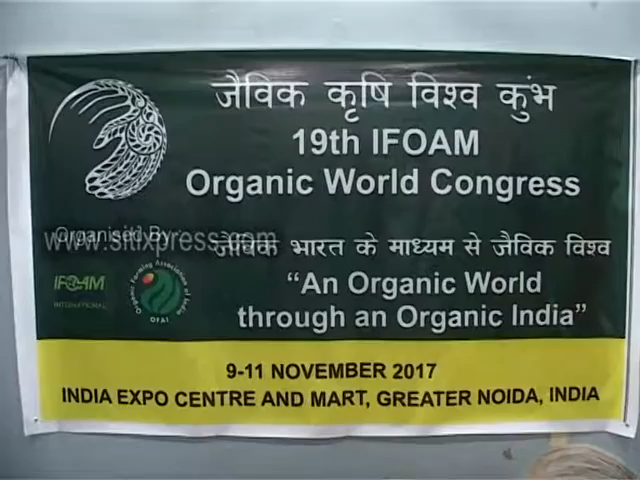 जैविक कृषि विश्व कुंभ
19th IFOAM
Organic World Congress
Organised By :
www.sitixpress.com
जैविक भारत के माध्यम से जैविक विश्व
IFOAM
INTERNATIONAL
Organic Farming Association of India
OFAI
“An Organic World
through an Organic India”
9-11 NOVEMBER 2017
INDIA EXPO CENTRE AND MART, GREATER NOIDA, INDIA